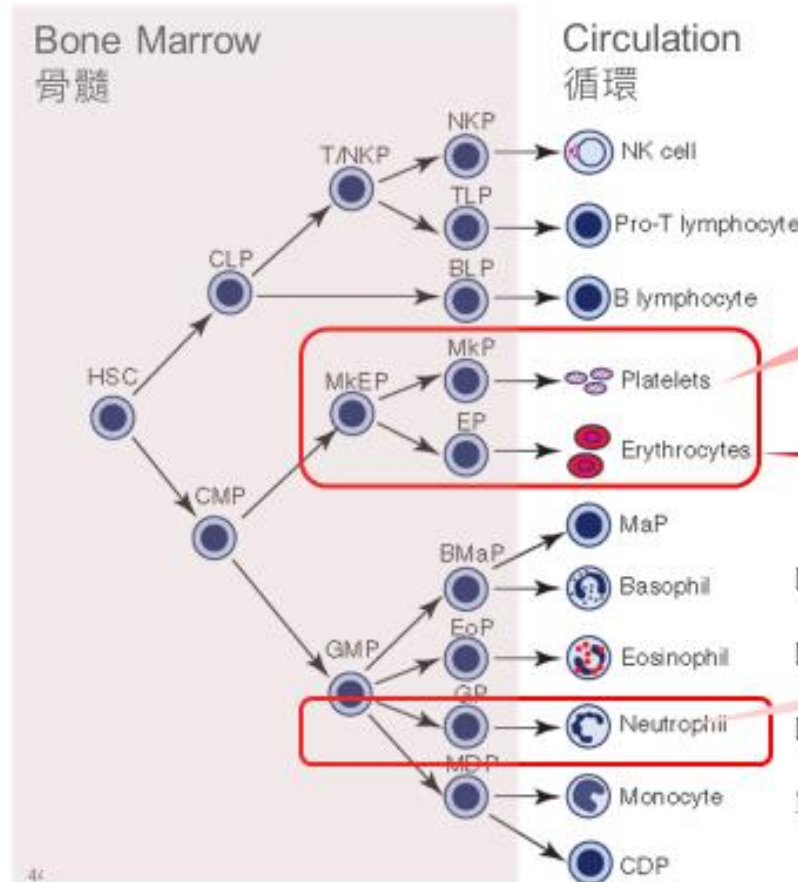 Bone Marrow
骨髓
Circulation
循環
NKP
NK cell
T/NKP
TLP
Pro-T lymphocyte
CLP
BLP
B lymphocyte
HSC
MkEP
MkP
Platelets
EP
Erythrocytes
CMP
MaP
BMaP
Basophil
GMP
EoP
Eosinophil
GP
Neutrophil
MDP
Monocyte
CDP